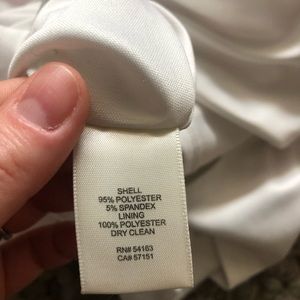 SHELL
95% POLYESTER
5% SPANDEX
LINING
100% POLYESTER
DRY CLEAN
RN# 54163
CA# 57151